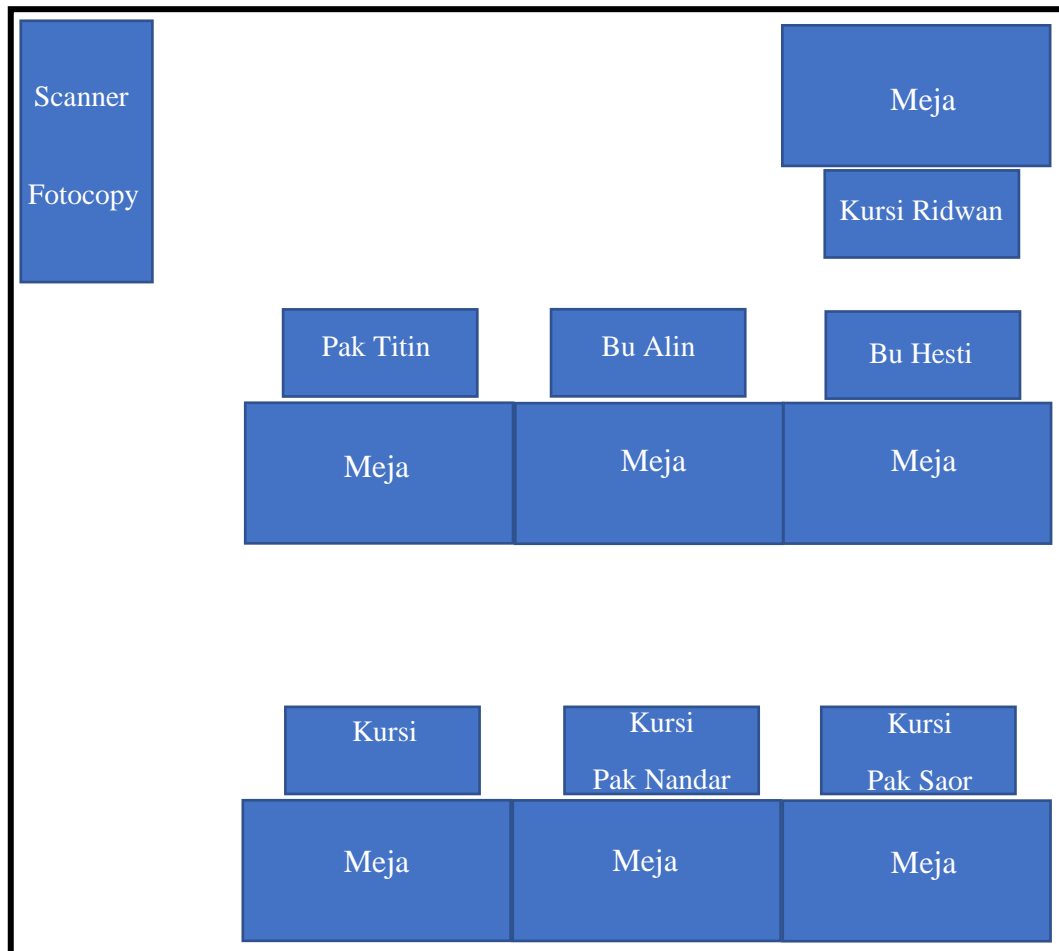 Scanner
Fotocopy
Meja
Kursi Ridwan
Pak Titin
Bu Alin
Bu Hesti
Meja
Meja
Meja
Kursi
Kursi
Pak Nandar
Kursi
Pak Saor
Meja
Meja
Meja